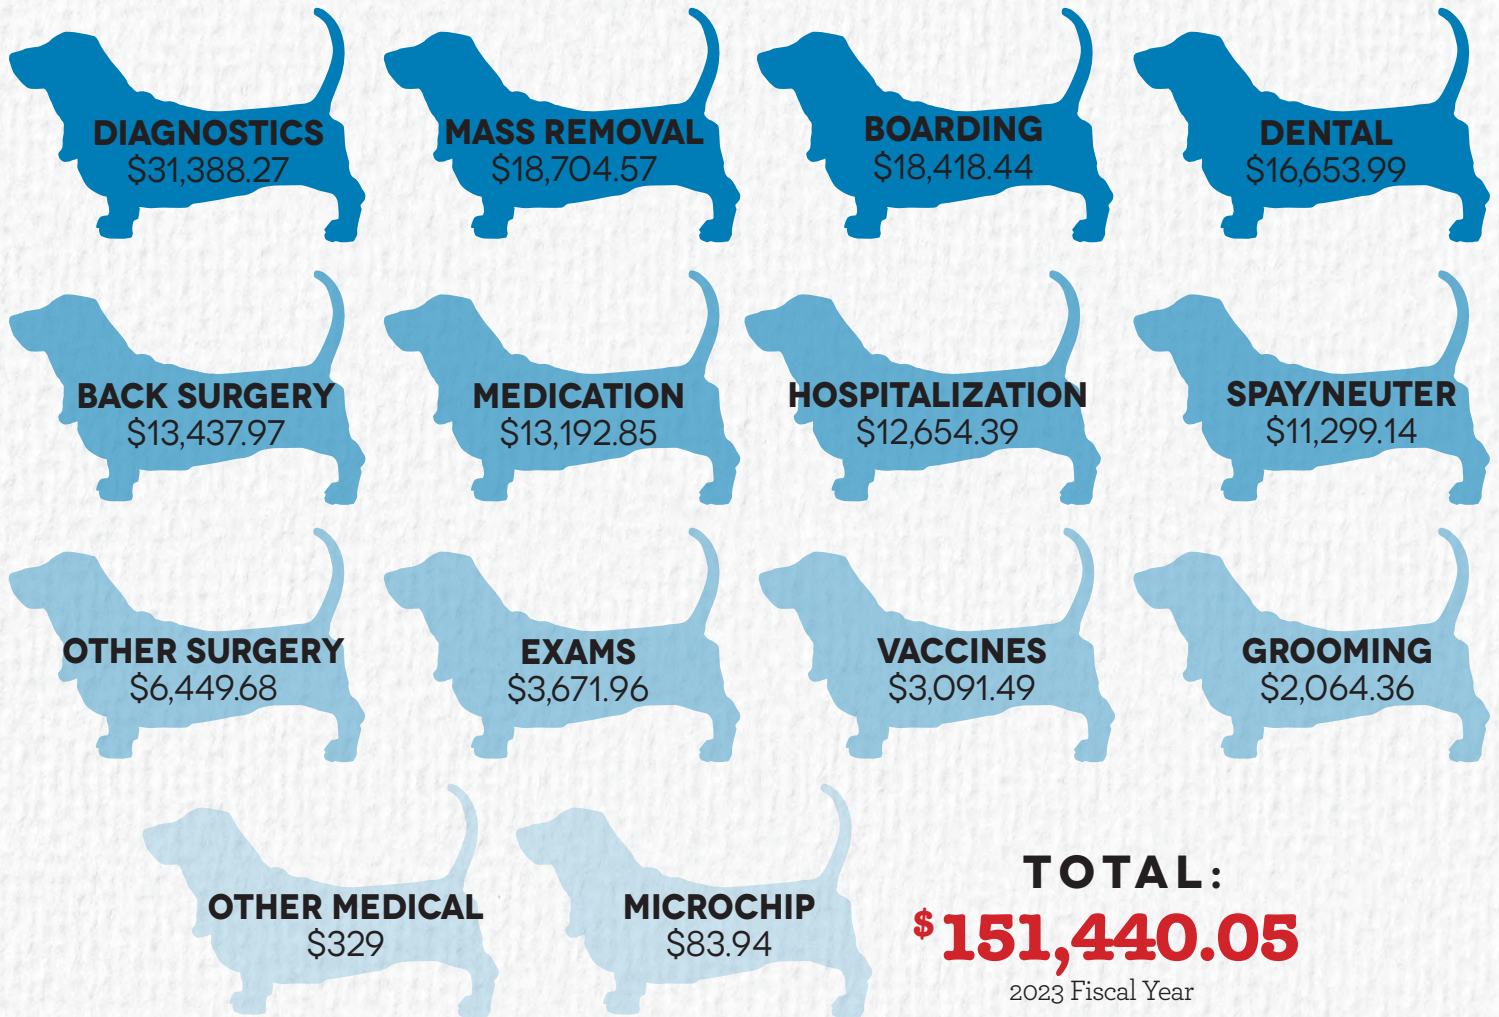 DIAGNOSTICS
$31,388.27
MASS REMOVAL
$18,704.57
BOARDING
$18,418.44
DENTAL
$16,653.99
BACK SURGERY
$13,437.97
MEDICATION
$13,192.85
HOSPITALIZATION
$12,654.39
SPAY/NEUTER
$11,299.14
OTHER SURGERY
$6,449.68
EXAMS
$3,671.96
VACCINES
$3,091.49
GROOMING
$2,064.36
OTHER MEDICAL
$329
MICROCHIP
$83.94
TOTAL:
$151,440.05
2023 Fiscal Year